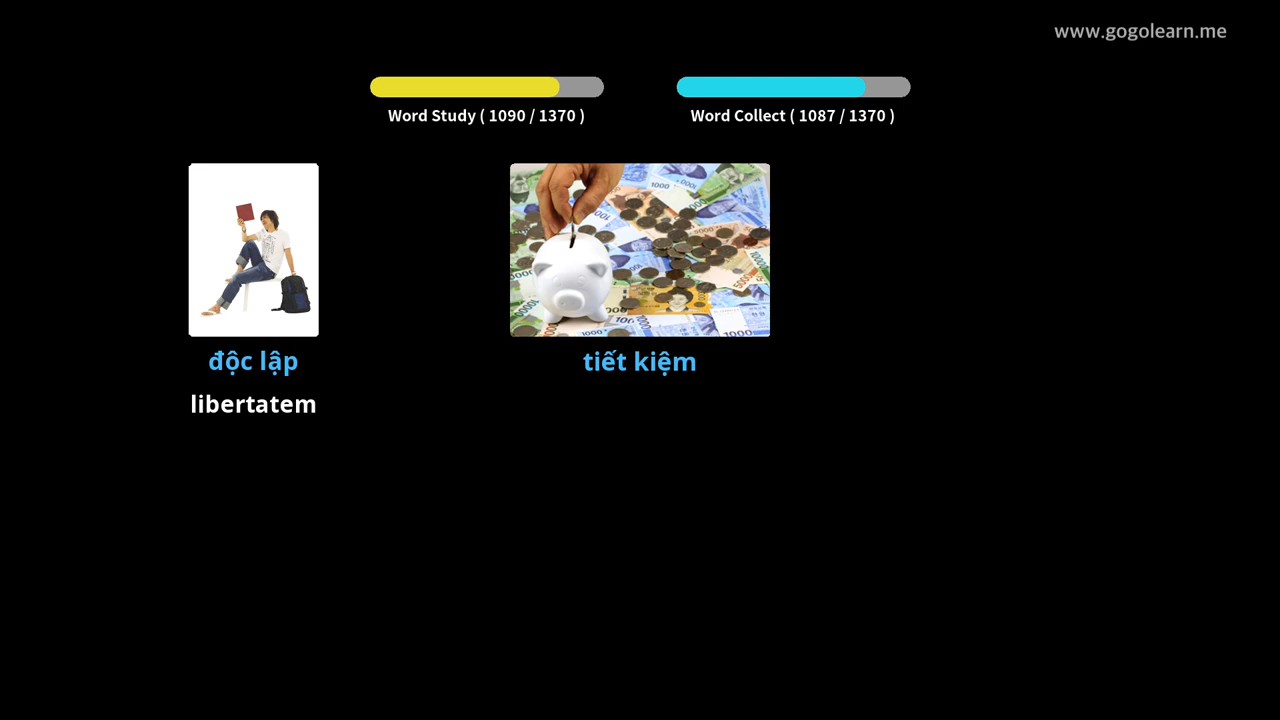 www.gogolearn.me
Word Study ( 1090 / 1370 )
Word Collect ( 1087 / 1370 )
độc lập
tiết kiệm
libertatem